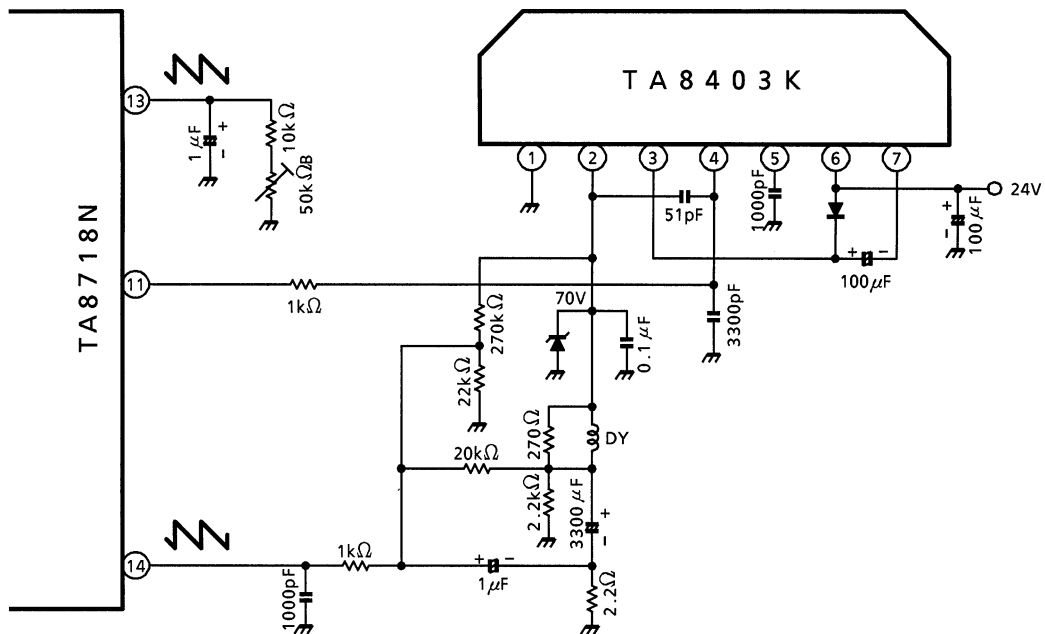 TA8403K
1
2
3
4
5
6
7
13
1μF
+
-
10kΩ
50kΩB
51pF
1000pF
+
-
100μF
24V
+
-
100μF
TA8718N
11
1kΩ
270kΩ
22kΩ
70V
0.1μF
3300pF
270Ω
DY
20kΩ
2.2kΩ
3300μF
+
-
14
1000pF
1kΩ
+
-
1μF
2.2Ω